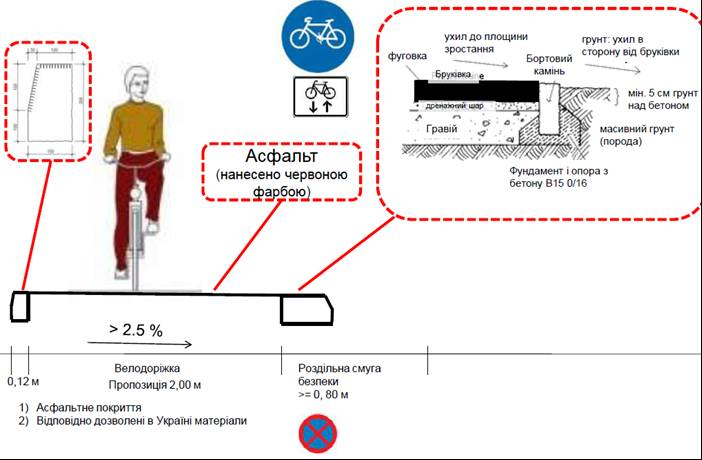 ухил до площини
зростання
грунт: ухил в
сторону від бруківки
фуговка
Бортовий
камінь
Бруківка
дренажний шар
Гравій
мін. 5 см грунт
над бетоном
масивний грунт
(порода)
Фундамент і опора з
бетону B15 0/16
Асфальт
(нанесено червоною
фарбою)
> 2.5 %
0,12 м
Велодоріжка
Пропозиція 2,00 м
Роздільна смуга
безпеки
>= 0, 80 м
1) Асфальтне покриття
2) Відповідно дозволені в Україні матеріали